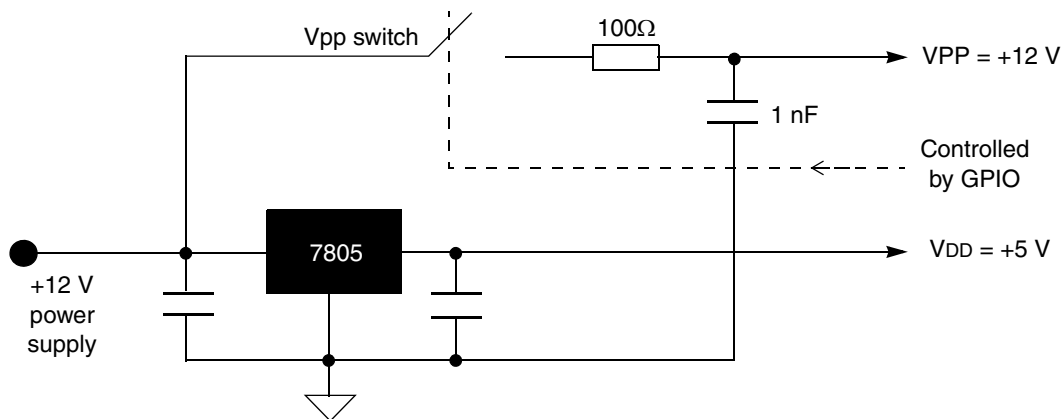 Vpp switch
100Ω
VPP = +12 V
1 nF
Controlled
by GPIO
7805
VDD = +5 V
+12 V
power
supply